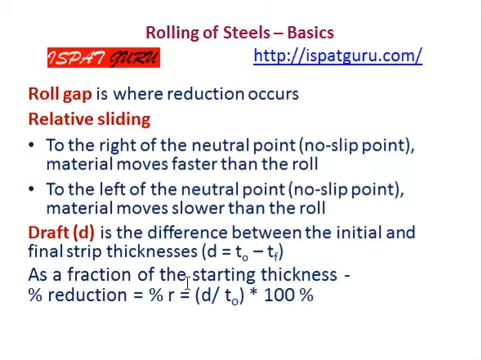 Rolling of Steels – Basics
ISPAT GURU http://ispatguru.com/
Roll gap is where reduction occurs
Relative sliding
• To the right of the neutral point (no-slip point),
material moves faster than the roll
• To the left of the neutral point (no-slip point),
material moves slower than the roll
Draft (d) is the difference between the initial and
final strip thicknesses (d = tₒ – t_f)
As a fraction of the starting thickness -
% reduction = % r = (d/ tₒ) * 100 %